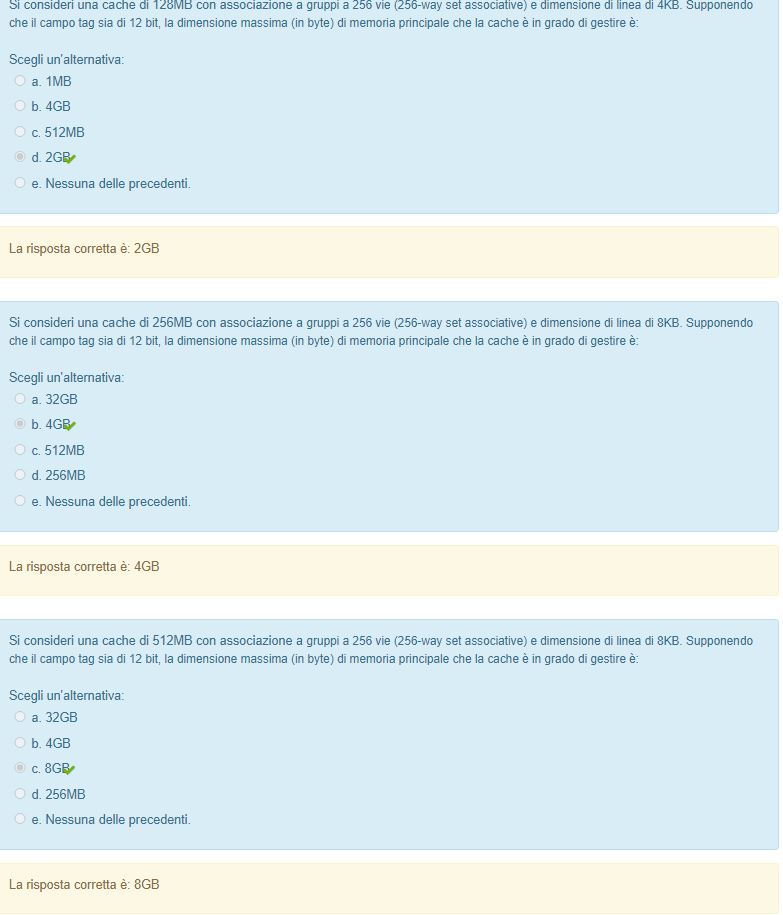 Si consideri una cache di 128MB con associazione a gruppi a 256 vie (256-way set associative) e dimensione di linea di 4KB. Supponendo
che il campo tag sia di 12 bit, la dimensione massima (in byte) di memoria principale che la cache è in grado di gestire è:
Scegli un'alternativa:
a. 1MB
b. 4GB
c. 512MB
d. 2GB
e. Nessuna delle precedenti.
La risposta corretta è: 2GB
Si consideri una cache di 256MB con associazione a gruppi a 256 vie (256-way set associative) e dimensione di linea di 8KB. Supponendo
che il campo tag sia di 12 bit, la dimensione massima (in byte) di memoria principale che la cache è in grado di gestire è:
Scegli un'alternativa:
a. 32GB
b. 4GB
c. 512MB
d. 256MB
e. Nessuna delle precedenti.
La risposta corretta è: 4GB
Si consideri una cache di 512MB con associazione a gruppi a 256 vie (256-way set associative) e dimensione di linea di 8KB. Supponendo
che il campo tag sia di 12 bit, la dimensione massima (in byte) di memoria principale che la cache è in grado di gestire è:
Scegli un'alternativa:
a. 32GB
b. 4GB
c. 8GB
d. 256MB
e. Nessuna delle precedenti.
La risposta corretta è: 8GB